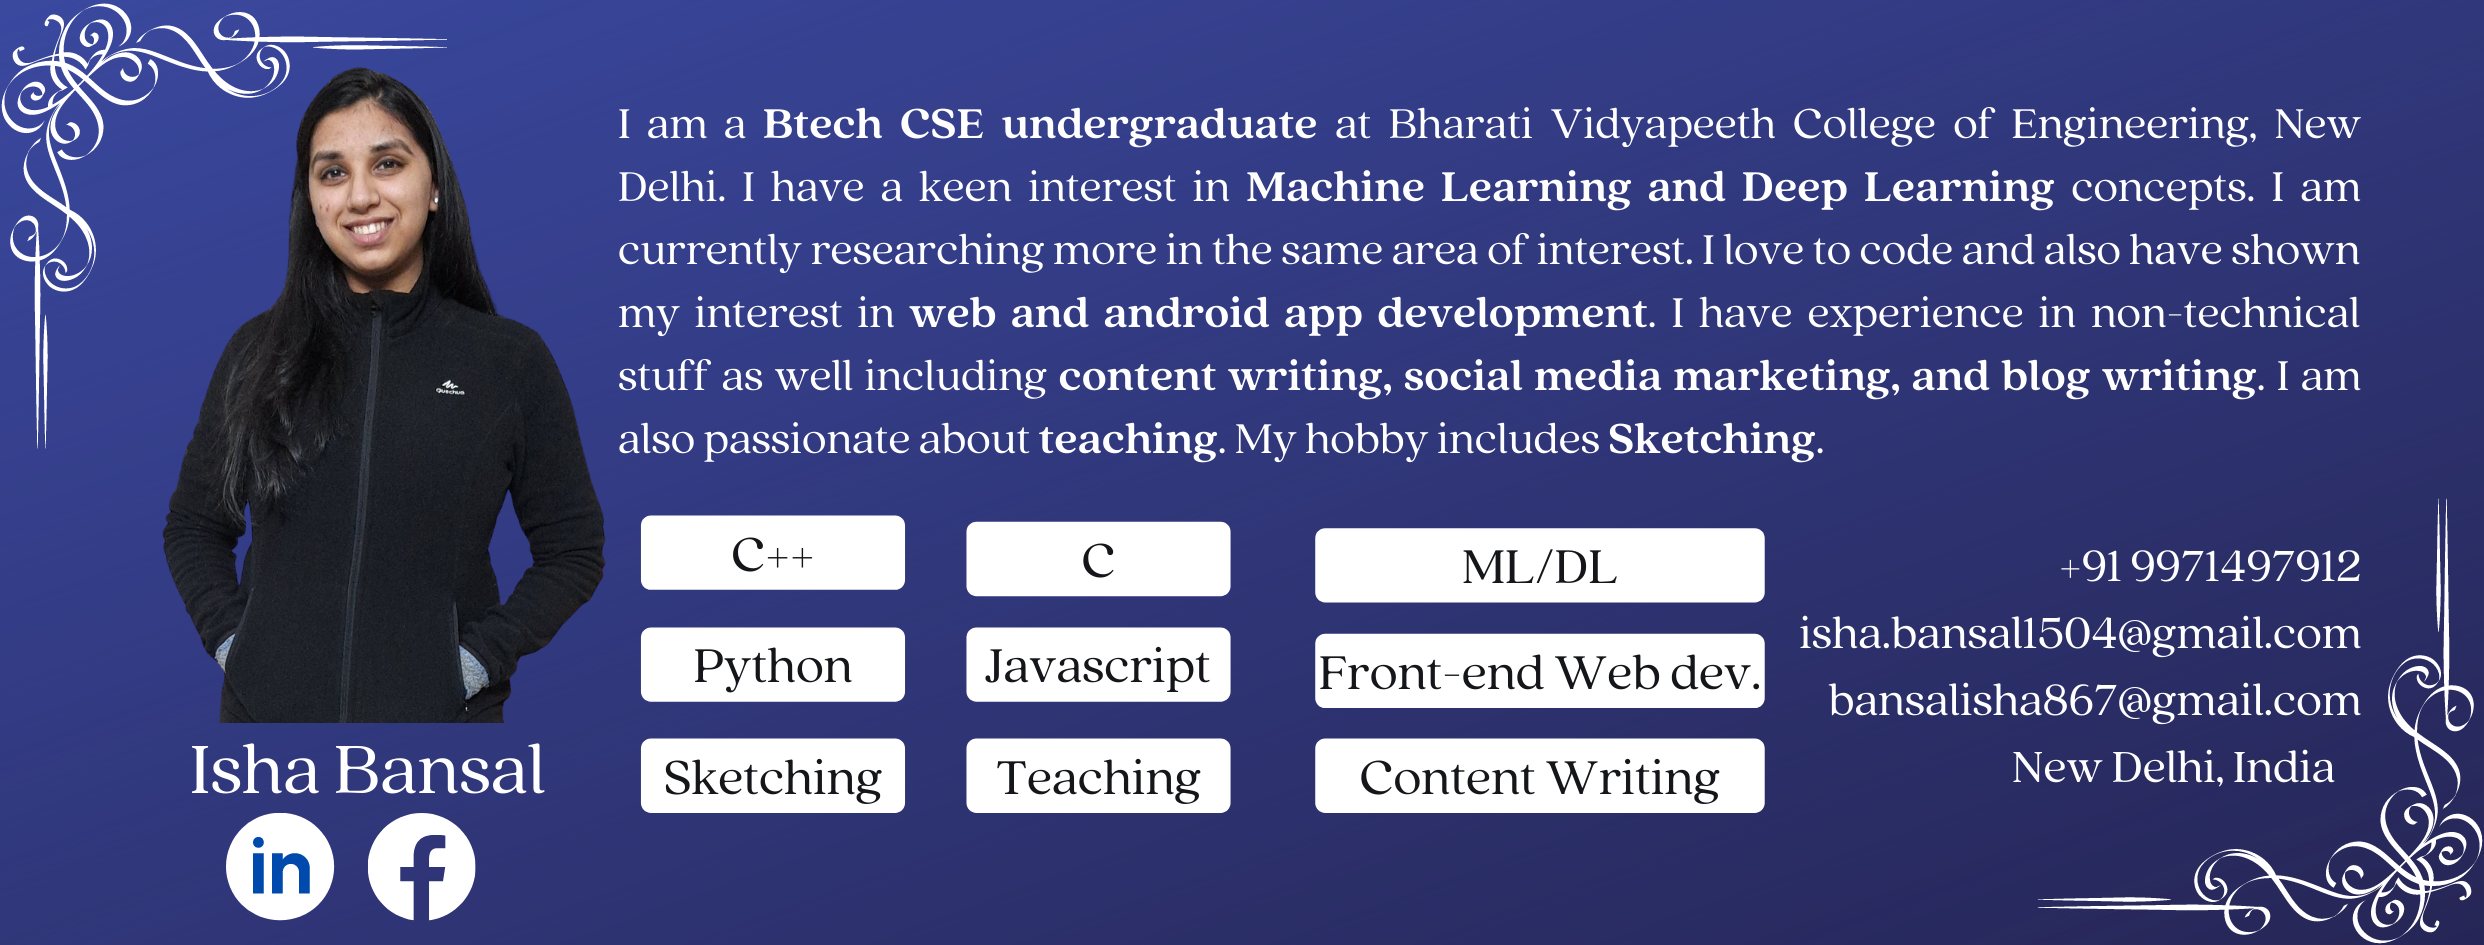 I am a Btech CSE undergraduate at Bharati Vidyapeeth College of Engineering, New
Delhi. I have a keen interest in Machine Learning and Deep Learning concepts. I am
currently researching more in the same area of interest. I love to code and also have shown
my interest in web and android app development. I have experience in non-technical
stuff as well including content writing, social media marketing, and blog writing. I am
also passionate about teaching. My hobby includes Sketching.
Quechua
C++
C
ML/DL
Python
Javascript
Front-end Web dev.
Sketching
Teaching
Content Writing
+91 9971497912
isha.bansal1504@gmail.com
bansalisha867@gmail.com
New Delhi, India
Isha Bansal
in
f